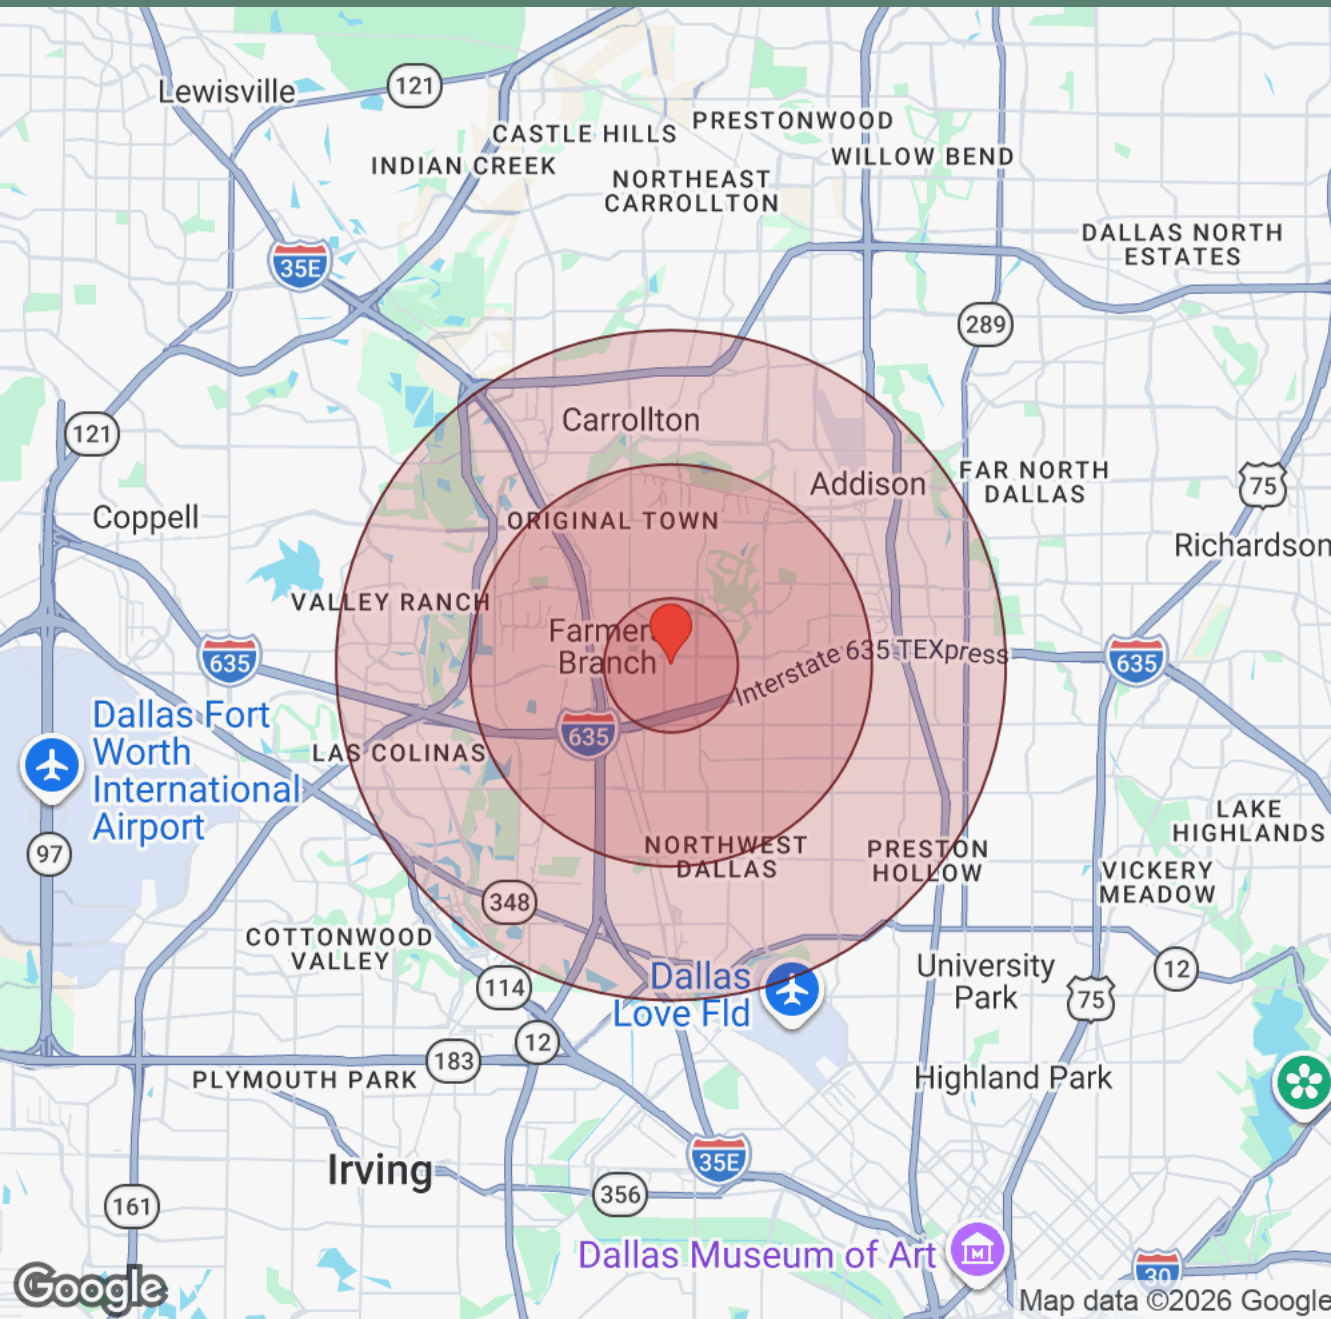 Lewisville
121
CASTLE HILLS
PRESTONWOOD
INDIAN CREEK
WILLOW BEND
NORTHEAST
CARROLLTON
DALLAS NORTH
ESTATES
35E
289
121
Carrollton
Addison
FAR NORTH
DALLAS
75
Coppell
ORIGINAL TOWN
Richardson
VALLEY RANCH
Farmers
Branch
635
Interstate 635 TEXpress
635
Dallas Fort
Worth
International
Airport
635
LAS COLINAS
97
NORTHWEST
DALLAS
PRESTON
HOLLOW
LAKE
HIGHLANDS
VICKERY
MEADOW
348
COTTONWOOD
VALLEY
114
Dallas
Love Fld
University
Park
12
75
12
183
PLYMOUTH PARK
Highland Park
Irving
35E
161
356
Dallas Museum of Art
30
Google
Map data ©2026 Google